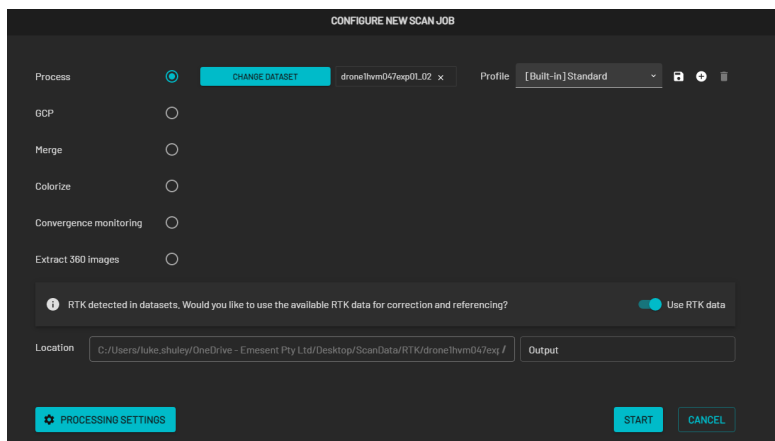 CONFIGURE NEW SCAN JOB
Process CHANGE DATASET drone1hvm047exp01_02 × Profile [Built-in] Standard
GCP
Merge
Colorize
Convergence monitoring
Extract 360 images
RTK detected in datasets. Would you like to use the available RTK data for correction and referencing? Use RTK data
Location C:/Users/luke.shuley/OneDrive - Emesent Pty Ltd/Desktop/ScanData/RTK/drone1hvm047exp / Output
PROCESSING SETTINGS START CANCEL